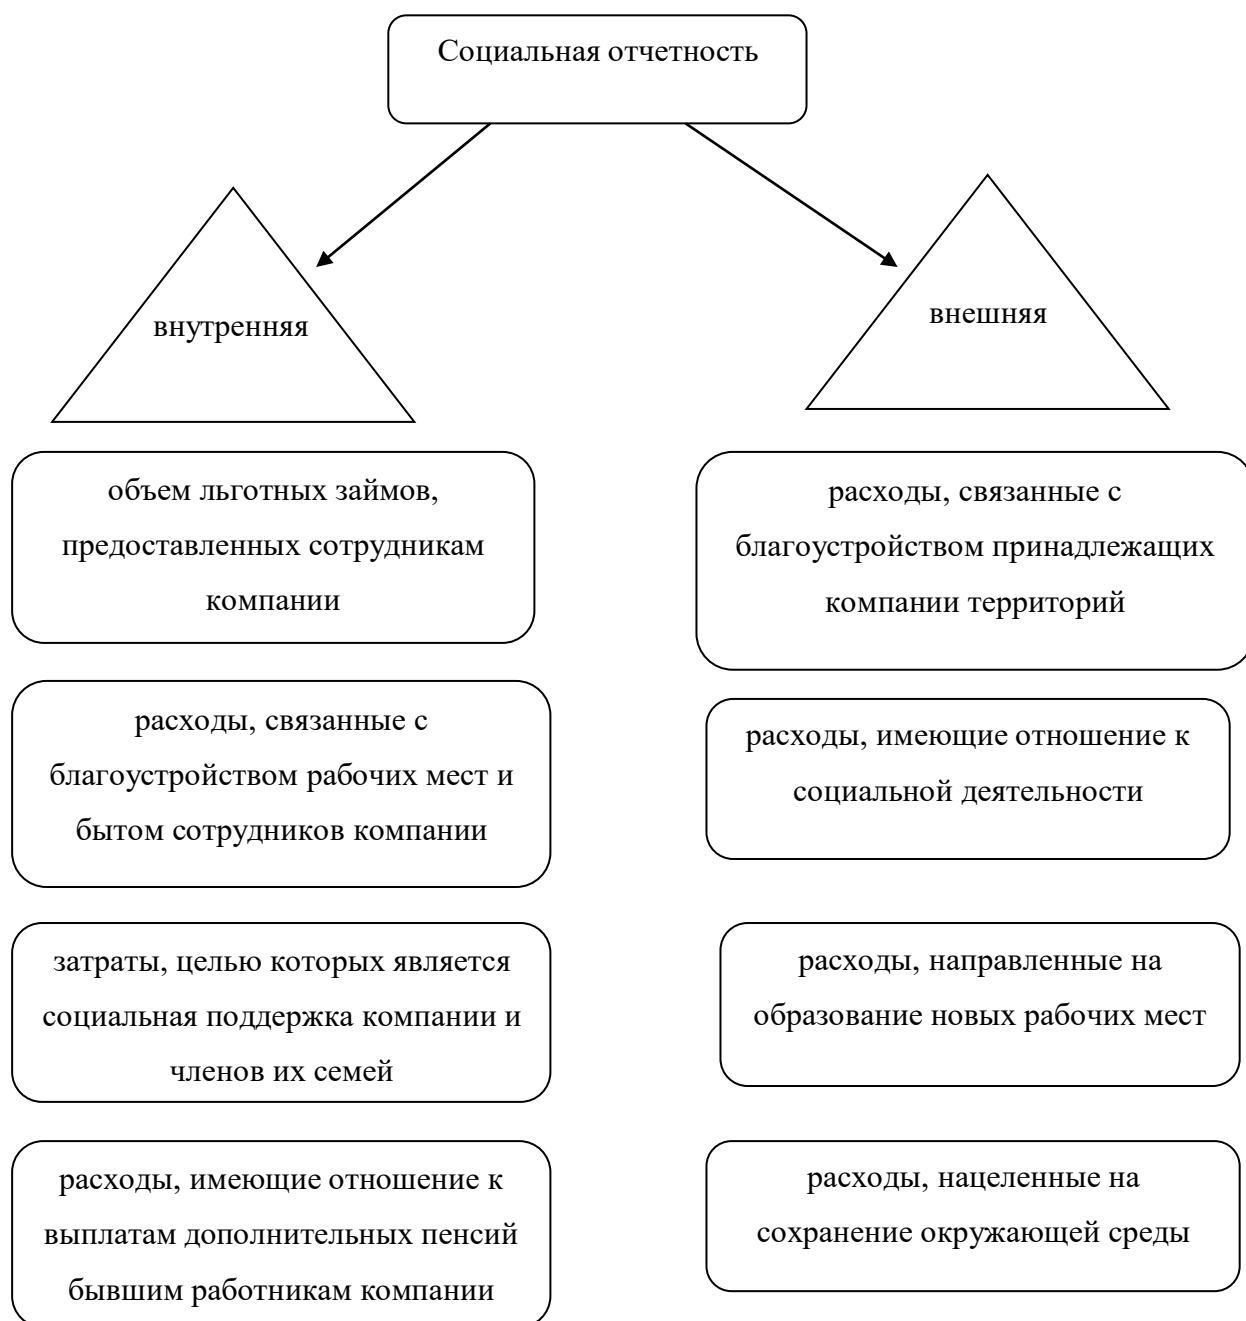 Социальная отчетность
внутренняя
внешняя
объем льготных займов,
предоставленных сотрудникам
компании
расходы, связанные с
благоустройством рабочих мест и
бытом сотрудников компании
затраты, целью которых является
социальная поддержка компании и
членов их семей
расходы, имеющие отношение к
выплатам дополнительных пенсий
бывшим работникам компании
расходы, связанные с
благоустройством принадлежащих
компании территорий
расходы, имеющие отношение к
социальной деятельности
расходы, направленные на
образование новых рабочих мест
расходы, нацеленные на
сохранение окружающей среды